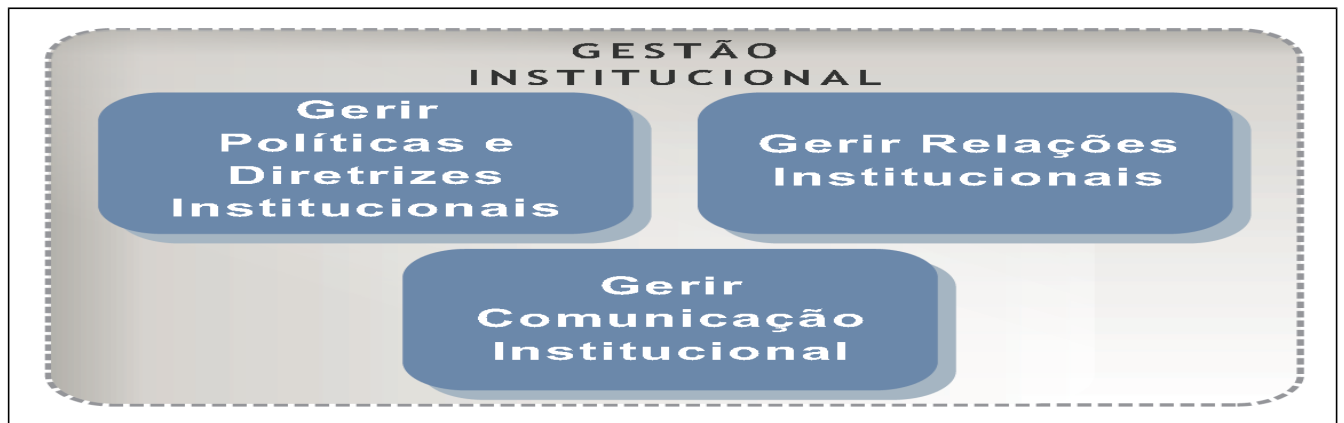 GESTÃO
INSTITUCIONAL
Gerir
Políticas e
Diretrizes
Institucionais
Gerir Relações
Institucionais
Gerir
Comunicação
Institucional